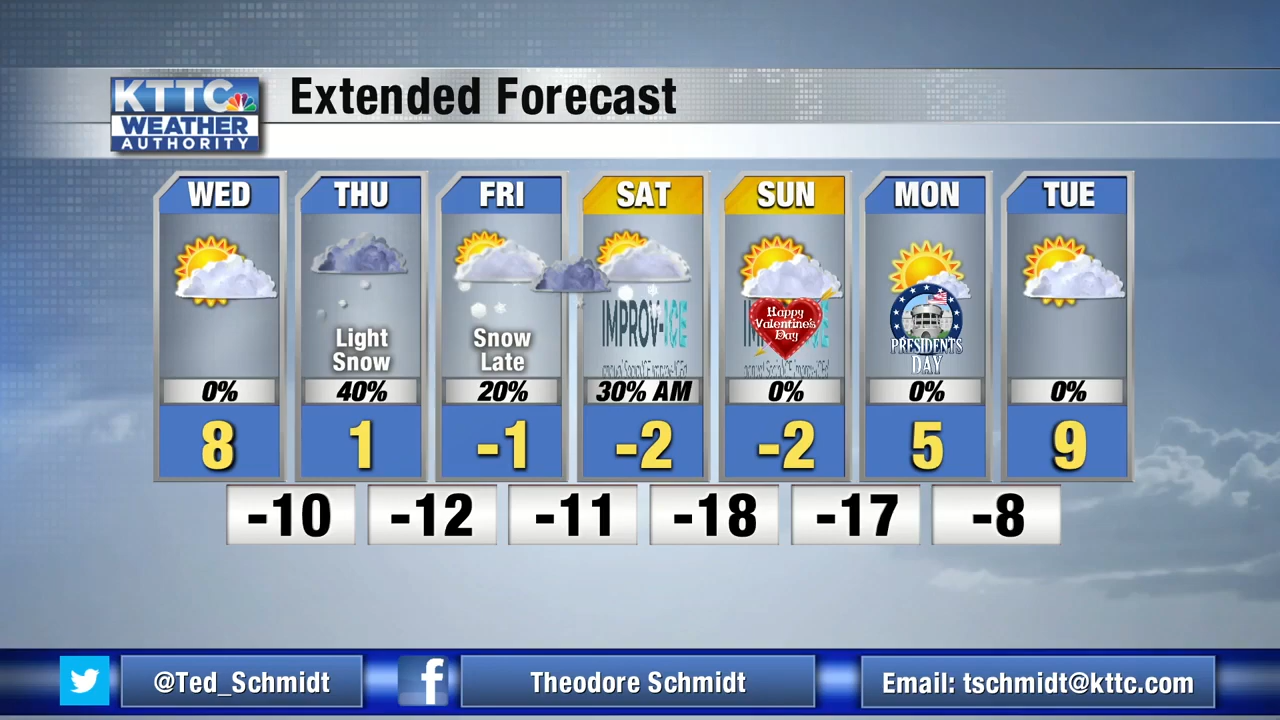 KTTC
WEATHER
AUTHORITY
Extended Forecast
WED
THU
FRI
SAT
SUN
MON
TUE
Light
Snow
Snow
Late
IMPROV-ICE
Happy
Valentine's
Day
PRESIDENTS
DAY
0%
40%
20%
30% AM
0%
0%
0%
8
1
-1
-2
-2
5
9
-10
-12
-11
-18
-17
-8
@Ted_Schmidt
f
Theodore Schmidt
Email: tschmidt@kttc.com